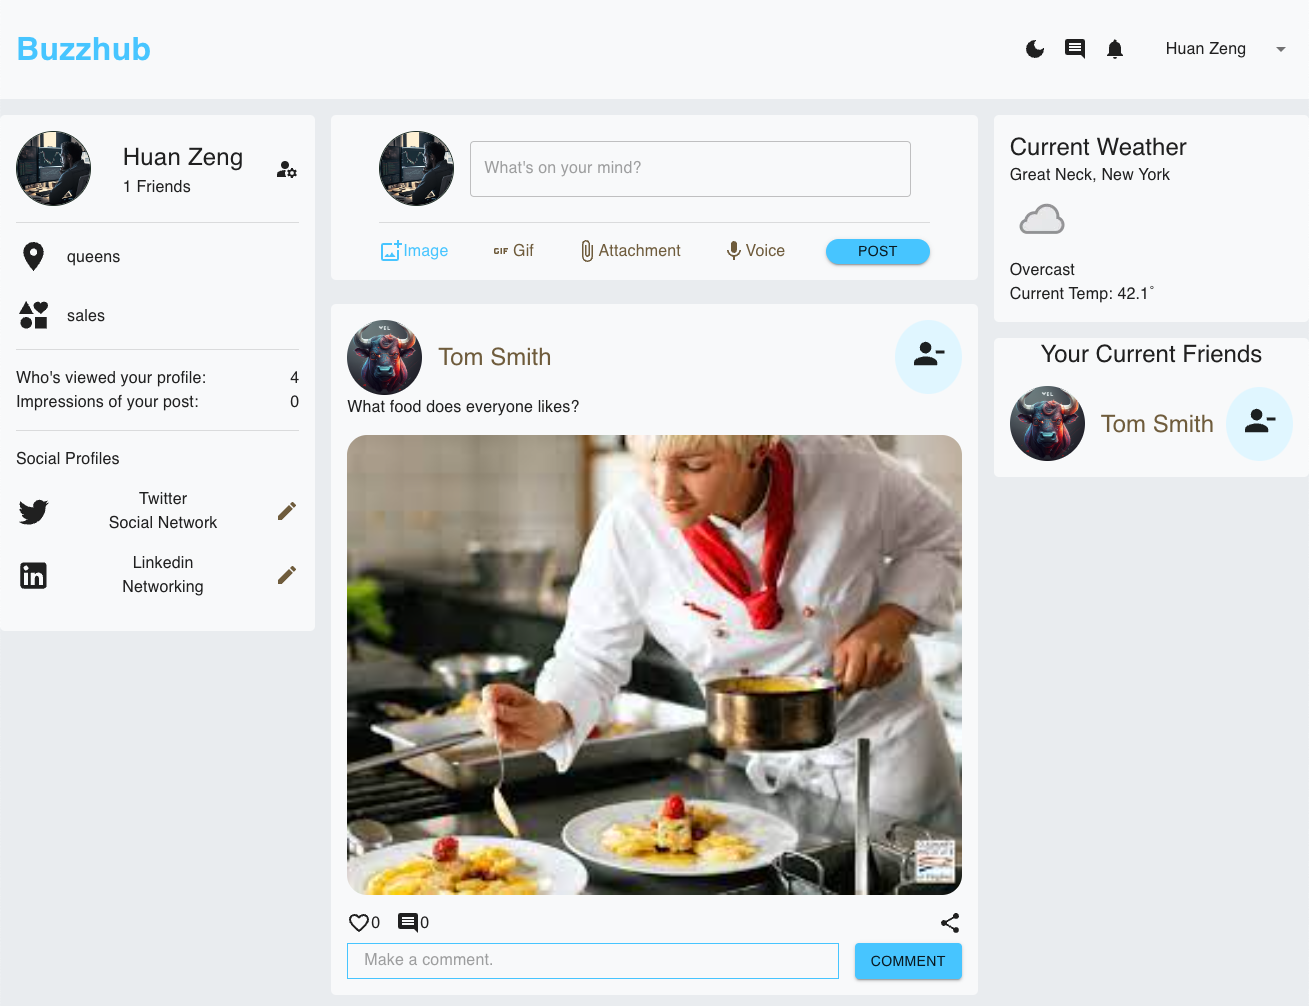 Buzzhub
Huan Zeng
Huan Zeng
1 Friends
queens
sales
Who's viewed your profile: 4
Impressions of your post: 0
Social Profiles
Twitter
Social Network
Linkedin
Networking
What's on your mind?
Image GIF Gif Attachment Voice POST
Tom Smith
What food does everyone likes?
0 0
Make a comment. COMMENT
Current Weather
Great Neck, New York
Overcast
Current Temp: 42.1°
Your Current Friends
Tom Smith